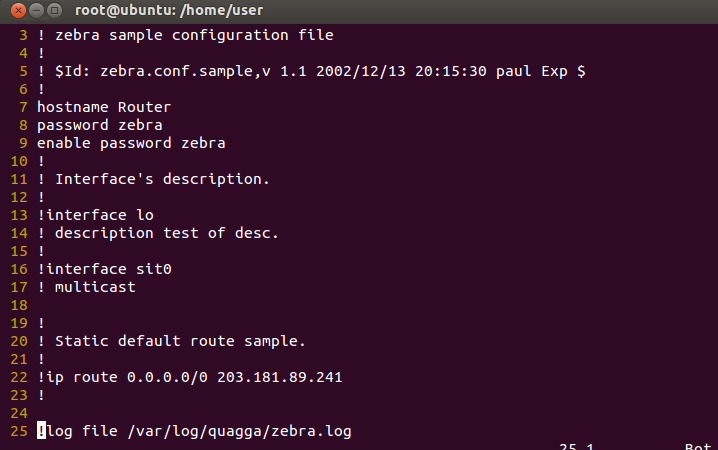 root@ubuntu: /home/user
3 ! zebra sample configuration file
4 !
5 ! $Id: zebra.conf.sample,v 1.1 2002/12/13 20:15:30 paul Exp $
6 !
7 hostname Router
8 password zebra
9 enable password zebra
10 !
11 ! Interface's description.
12 !
13 !interface lo
14 ! description test of desc.
15 !
16 !interface sit0
17 ! multicast
18
19 !
20 ! Static default route sample.
21 !
22 !ip route 0.0.0.0/0 203.181.89.241
23 !
24
25 !log file /var/log/quagga/zebra.log
25,1 Bot